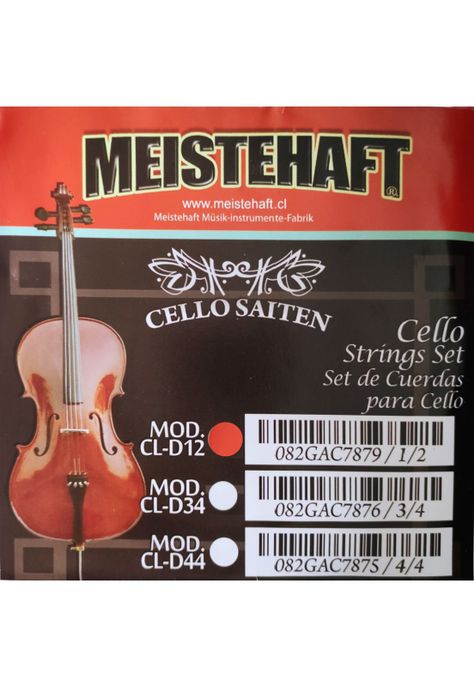 MEISTEHAFT®
www.meistehaft.cl
Meistehaft Müsik-instrumente-Fabrik
CELLO SAITEN
Cello
Strings Set
Set de Cuerdas
para Cello
MOD.
CL-D12
082GAC7879 / 1/2
MOD.
CL-D34
082GAC7876 / 3/4
MOD.
CL-D44
082GAC7875 / 4/4